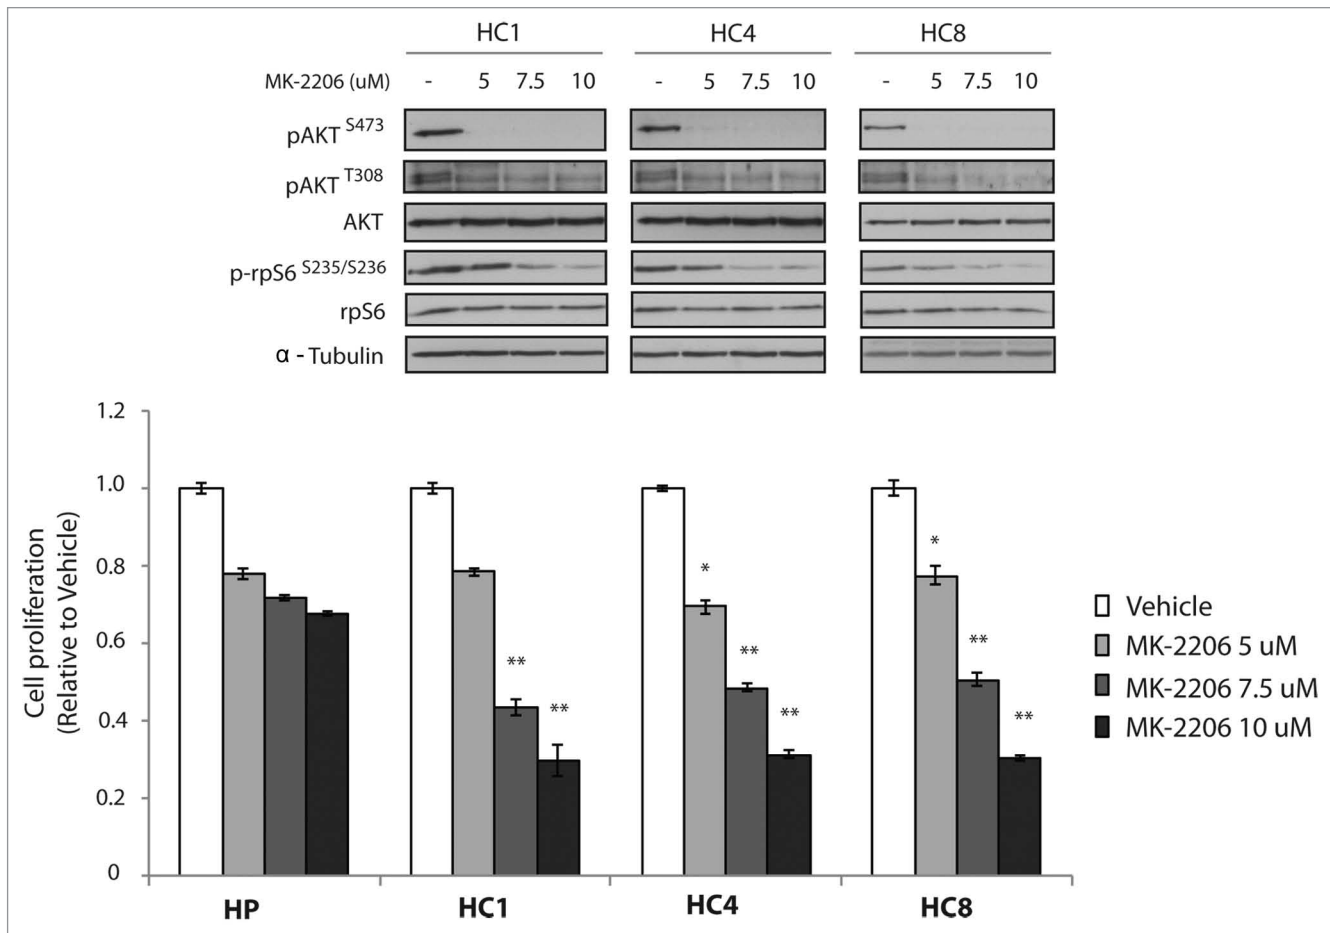 HC1 HC4 HC8
MK-2206 (uM) - 5 7.5 10 - 5 7.5 10 - 5 7.5 10
pAKT S473
pAKT T308
AKT
p-rpS6 S235/S236
rpS6
α - Tubulin
Cell proliferation
(Relative to Vehicle)
1.2
1.0
0.8
0.6
0.4
0.2
0
** **
* ** **
* ** **
HP HC1 HC4 HC8
Vehicle
MK-2206 5 uM
MK-2206 7.5 uM
MK-2206 10 uM